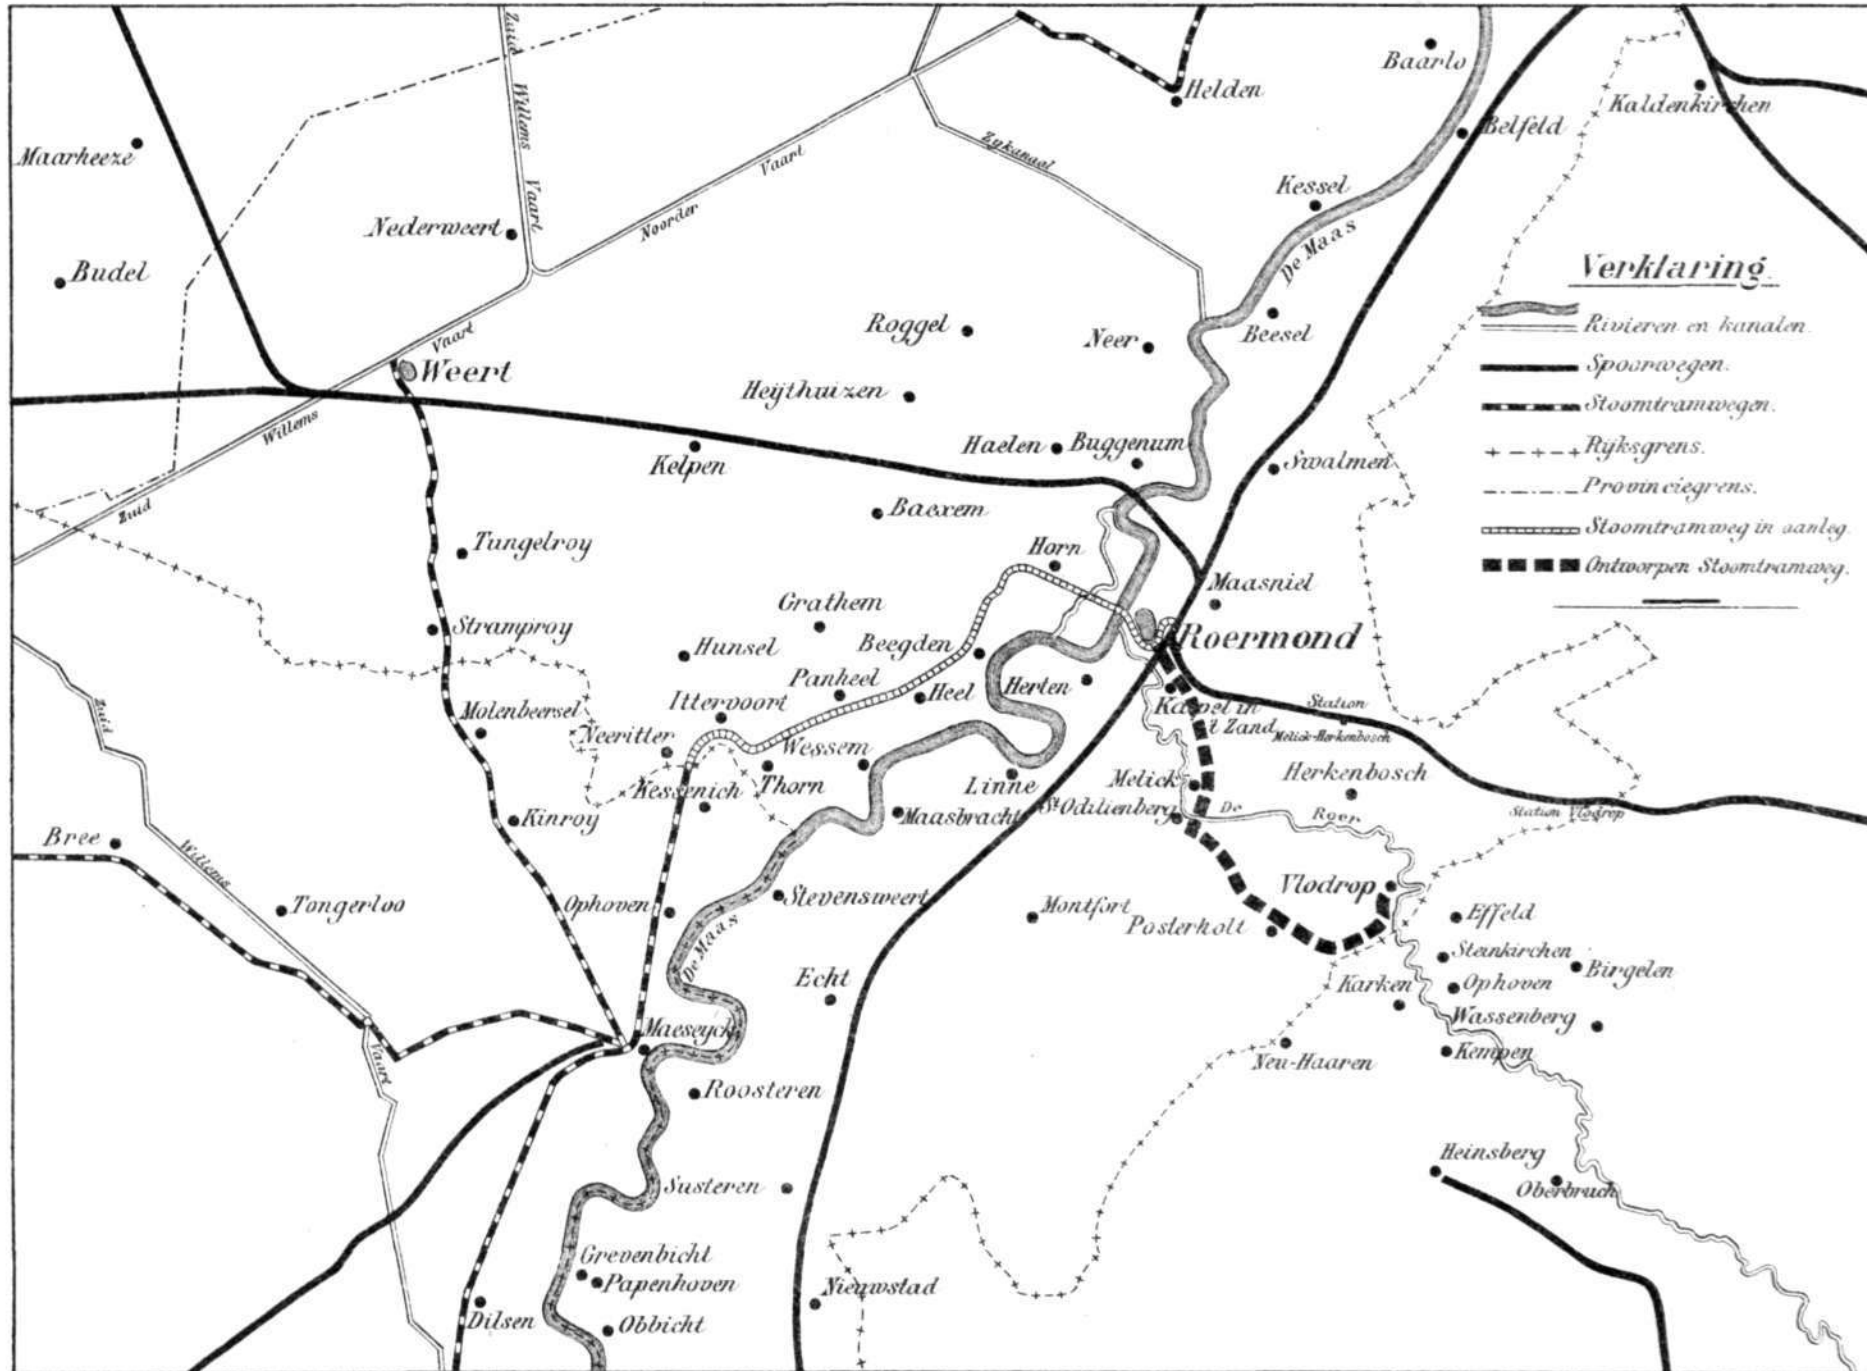 Baarlo
Zuid
Helden
Kaldenkirchen
Willems
Belfeld
Maarheeze
Vaart
Zykanaal
Kessel
Vaart
Noorder
Nederweert
De Maas
Budel
Verklaring.
Rivieren en kanalen.
Roggel
Neer
Beesel
Vaart
Weert
Spoorwegen.
Heijthuizen
Stoomtramwegen.
Willems
Haelen
Buggenum
Rijksgrens.
Kelpen
Swalmen
Provinciegrens.
Zuid
Baexem
Stoomtramweg in aanleg.
Tungelroy
Horn
Ontworpen Stoomtramweg.
Maasniel
Grathem
Stramproy
Beegden
Roermond
Hunsel
Panheel
Heel
Herten
Ittervoort
Kappel in
't Zand
Station
Melick-Herkenbosch
Zuid
Molenbeersel
Neeritter
Wessem
Thorn
Linne
Melick
Herkenbosch
Kessenich
Kinroy
Maasbracht
St. Odilienberg
De
Roer
Station Vlodrop
Bree
Willems
Vlodrop
Tongerloo
Ophoven
Stevensweert
Montfort
Posterholt
Effeld
De Maas
Steinkirchen
Birgelen
Echt
Karken
Ophoven
Wassenberg
Maeseyck
Kempen
Neu-Haaren
Vaart
Roosteren
Heinsberg
Susteren
Oberbruch
Grevenbicht
Papenhoven
Nieuwstad
Dilsen
Obbicht